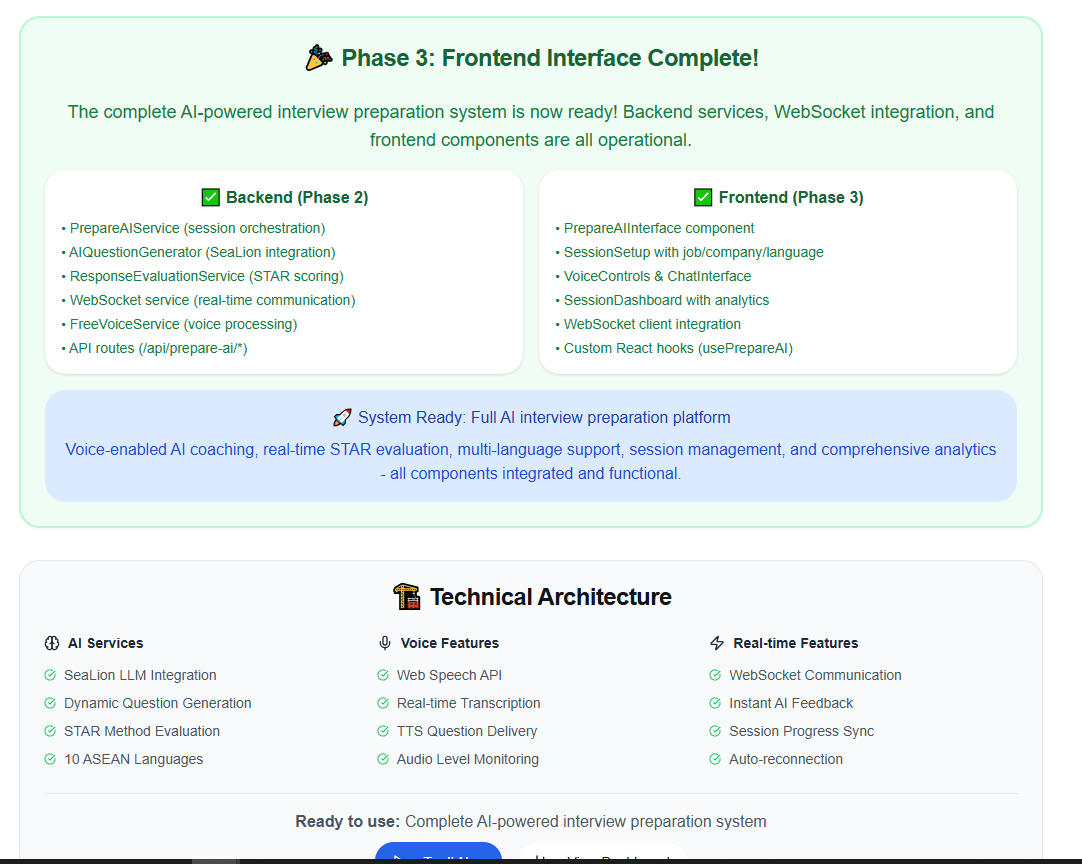 Phase 3: Frontend Interface Complete!
The complete AI-powered interview preparation system is now ready! Backend services, WebSocket integration, and
frontend components are all operational.
Backend (Phase 2)
• PrepareAIService (session orchestration)
• AIQuestionGenerator (SeaLion integration)
• ResponseEvaluationService (STAR scoring)
• WebSocket service (real-time communication)
• FreeVoiceService (voice processing)
• API routes (/api/prepare-ai/*)
Frontend (Phase 3)
• PrepareAIInterface component
• SessionSetup with job/company/language
• VoiceControls & ChatInterface
• SessionDashboard with analytics
• WebSocket client integration
• Custom React hooks (usePrepareAI)
System Ready: Full AI interview preparation platform
Voice-enabled AI coaching, real-time STAR evaluation, multi-language support, session management, and comprehensive analytics
- all components integrated and functional.
Technical Architecture
AI Services
SeaLion LLM Integration
Dynamic Question Generation
STAR Method Evaluation
10 ASEAN Languages
Voice Features
Web Speech API
Real-time Transcription
TTS Question Delivery
Audio Level Monitoring
Real-time Features
WebSocket Communication
Instant AI Feedback
Session Progress Sync
Auto-reconnection
Ready to use: Complete AI-powered interview preparation system